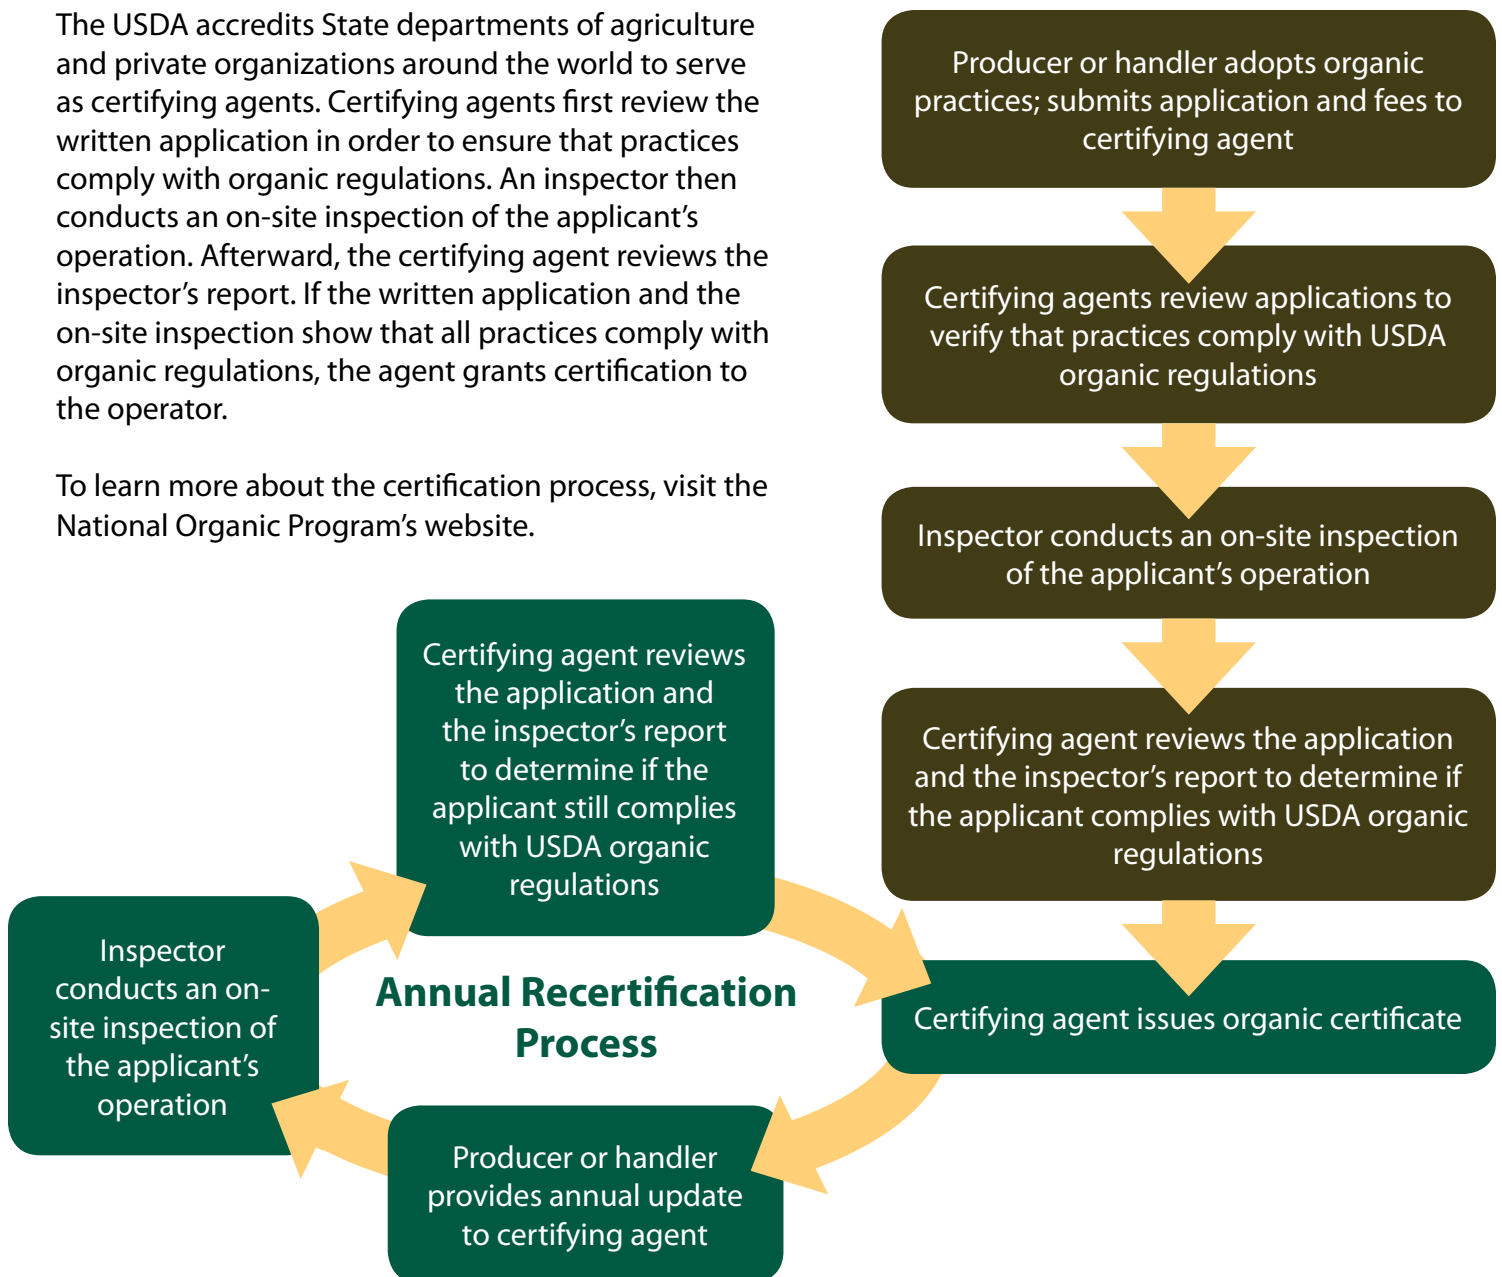 The USDA accredits State departments of agriculture
and private organizations around the world to serve
as certifying agents. Certifying agents first review the
written application in order to ensure that practices
comply with organic regulations. An inspector then
conducts an on-site inspection of the applicant’s
operation. Afterward, the certifying agent reviews the
inspector’s report. If the written application and the
on-site inspection show that all practices comply with
organic regulations, the agent grants certification to
the operator.
To learn more about the certification process, visit the
National Organic Program’s website.
Producer or handler adopts organic
practices; submits application and fees to
certifying agent
Certifying agents review applications to
verify that practices comply with USDA
organic regulations
Inspector conducts an on-site inspection
of the applicant’s operation
Certifying agent reviews the application
and the inspector’s report to determine if
the applicant complies with USDA organic
regulations
Certifying agent issues organic certificate
Annual Recertification
Process
Producer or handler
provides annual update
to certifying agent
Inspector
conducts an on-
site inspection of
the applicant’s
operation
Certifying agent reviews
the application and
the inspector’s report
to determine if the
applicant still complies
with USDA organic
regulations